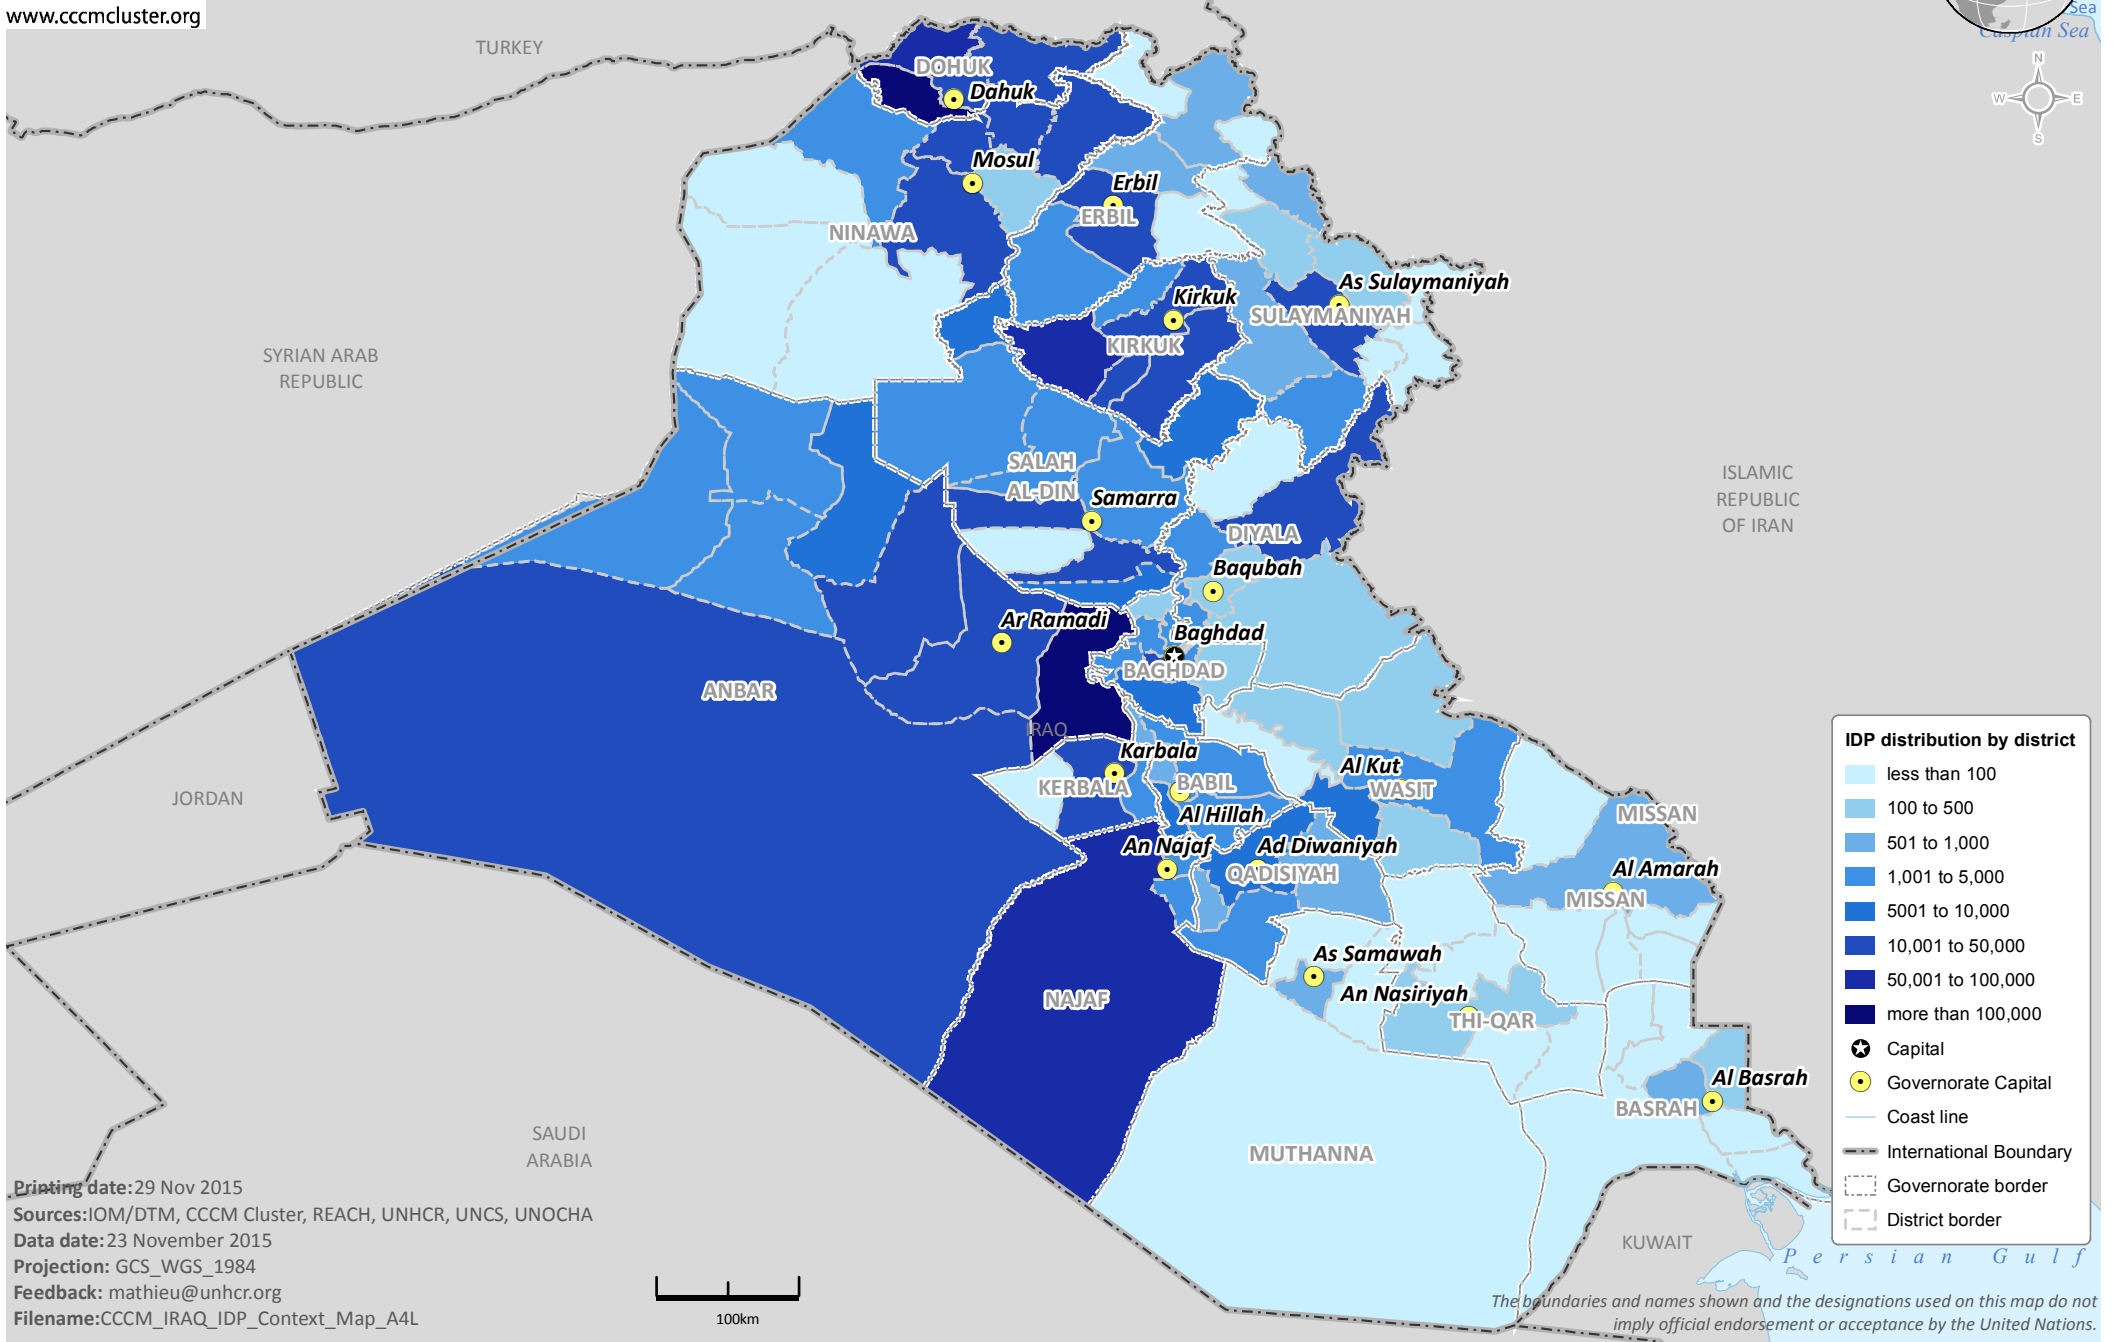 www.cccmcluster.org
Sea
Caspian Sea
TURKEY
N
W
E
S
DOHUK
Dahuk
Mosul
Erbil
ERBIL
NINAWA
As Sulaymaniyah
Kirkuk
SULAYMANIYAH
KIRKUK
SYRIAN ARAB
REPUBLIC
SALAH
AL-DIN
Samarra
ISLAMIC
REPUBLIC
OF IRAN
DIYALA
Baqubah
Ar Ramadi
Baghdad
BAGHDAD
ANBAR
IRAQ
Karbala
KERBALA
BABIL
Al Kut
WASIT
Al Hillah
JORDAN
MISSAN
An Najaf
Ad Diwaniyah
QADISIYAH
Al Amarah
MISSAN
As Samawah
An Nasiriyah
NAJAF
THI-QAR
Al Basrah
BASRAH
MUTHANNA
SAUDI
ARABIA
KUWAIT
Persian Gulf
IDP distribution by district
less than 100
100 to 500
501 to 1,000
1,001 to 5,000
5001 to 10,000
10,001 to 50,000
50,001 to 100,000
more than 100,000
Capital
Governorate Capital
Coast line
International Boundary
Governorate border
District border
Printing date:29 Nov 2015
Sources:IOM/DTM, CCCM Cluster, REACH, UNHCR, UNCS, UNOCHA
Data date:23 November 2015
Projection: GCS_WGS_1984
Feedback: mathieu@unhcr.org
Filename:CCCM_IRAQ_IDP_Context_Map_A4L
100km
The boundaries and names shown and the designations used on this map do not
imply official endorsement or acceptance by the United Nations.